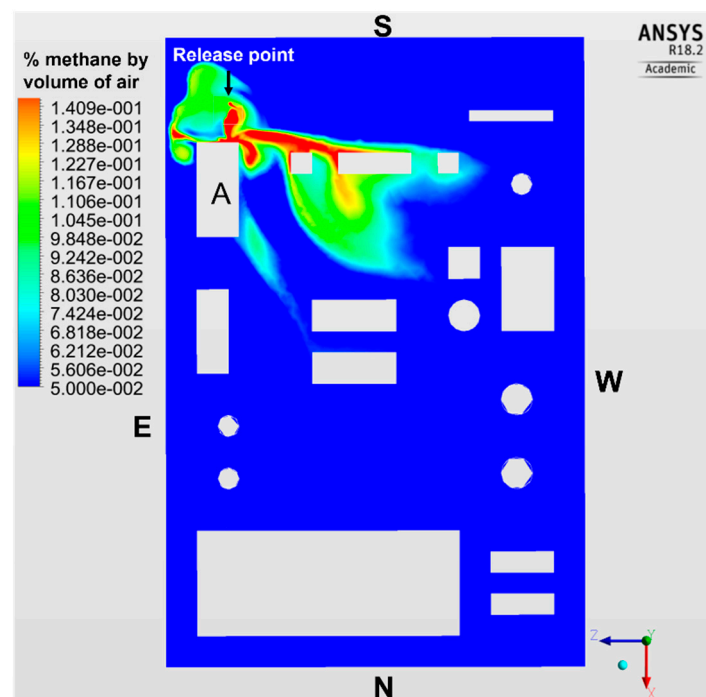 S
ANSYS
R18.2
Academic
% methane by
volume of air
Release point
1.409e-001
1.348e-001
1.288e-001
1.227e-001
1.167e-001
1.106e-001
1.045e-001
9.848e-002
9.242e-002
8.636e-002
8.030e-002
7.424e-002
6.818e-002
6.212e-002
5.606e-002
5.000e-002
A
W
E
N
Z
Y
X